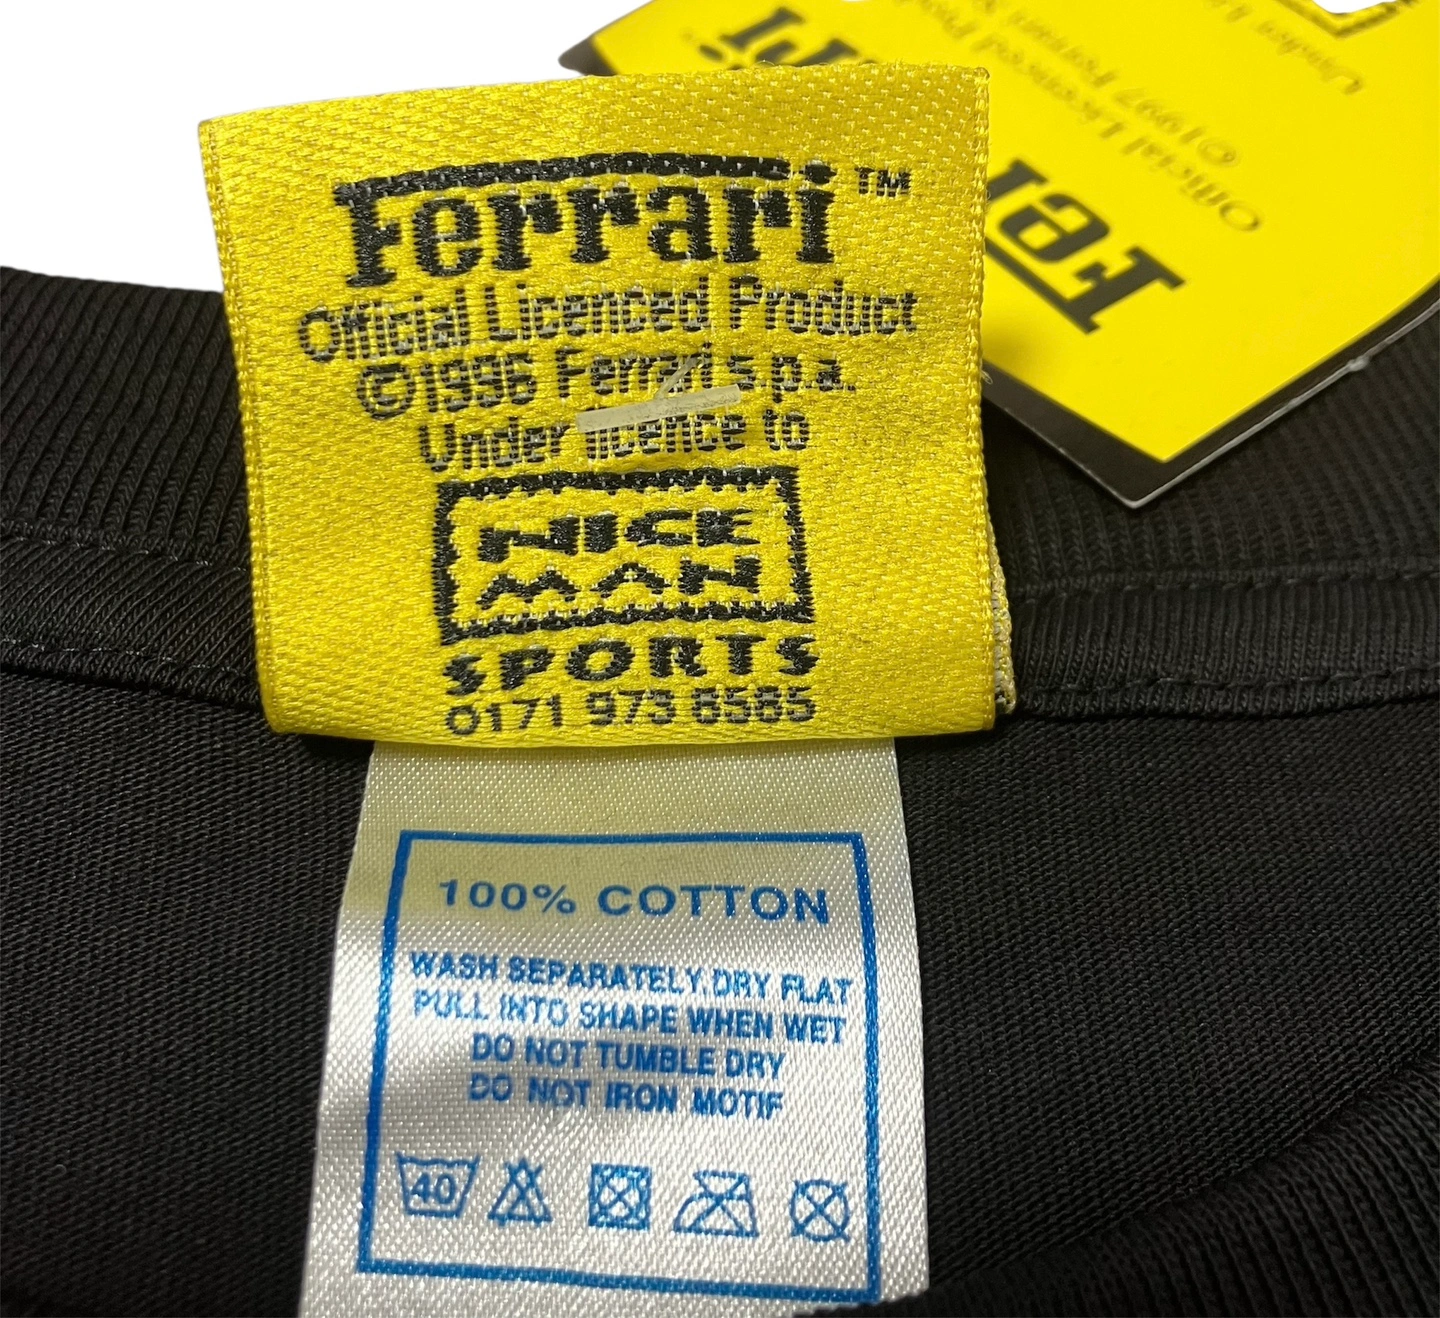 Ferrari™
Official Licenced Product
©1996 Ferrari s.p.a.
Under licence to
NICE
MAN
SPORTS
0171 973 6585
100% COTTON
WASH SEPARATELY.DRY FLAT
PULL INTO SHAPE WHEN WET
DO NOT TUMBLE DRY
DO NOT IRON MOTIF
40
Official Licenced
©1997 Ferrari
Under